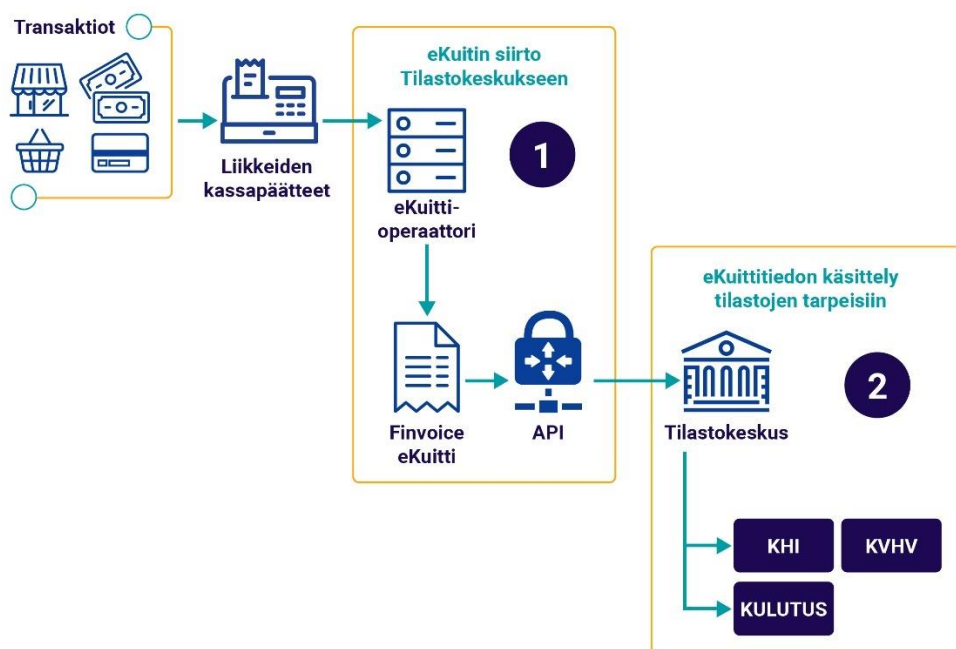 Transaktiot
Liikkeiden
kassapäätteet
eKuitin siirto
Tilastokeskukseen
1
eKuitti-
operaattori
Finvoice
eKuitti
API
eKuittitiedon käsittely
tilastojen tarpeisiin
2
Tilastokeskus
KHI
KVHV
KULUTUS